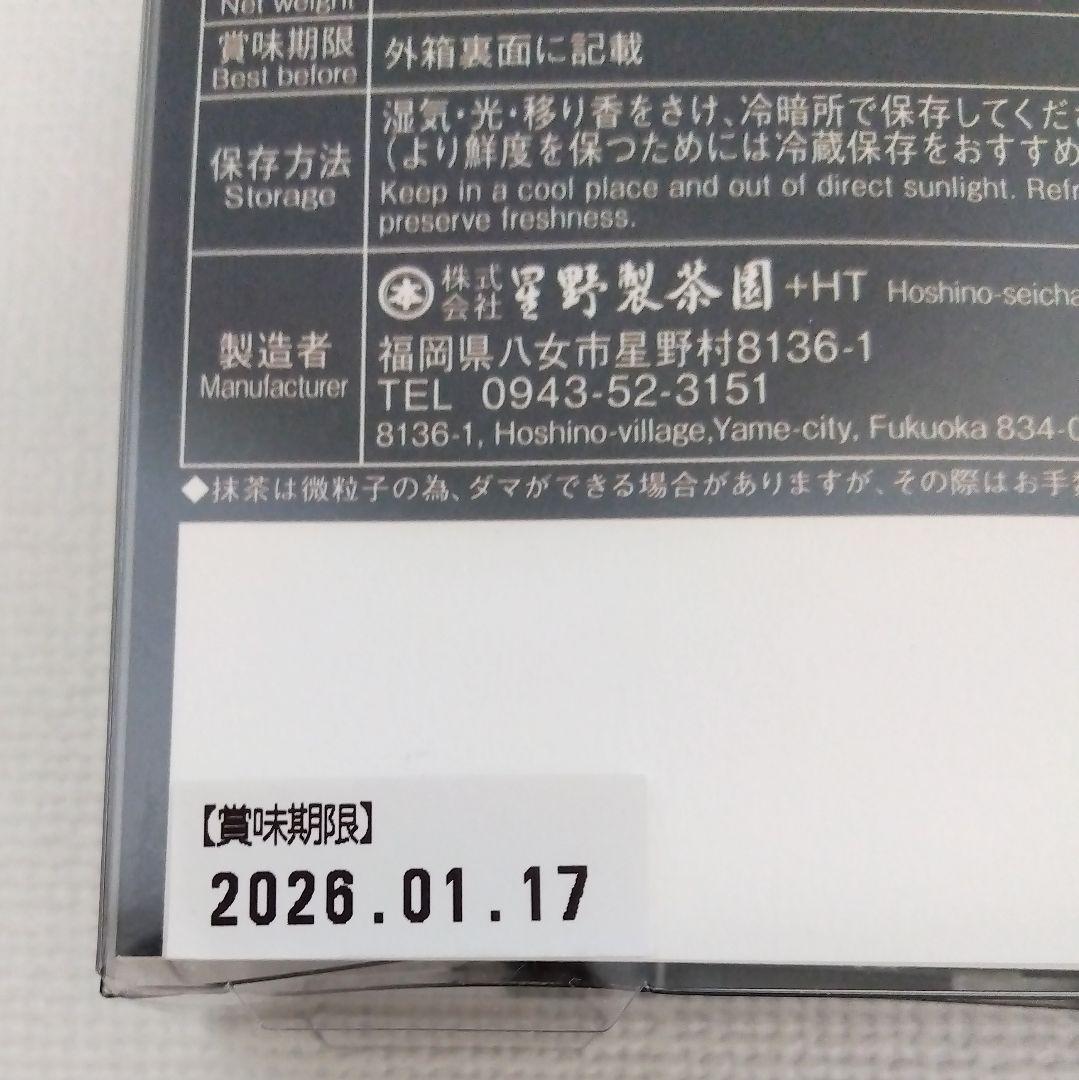 Net weight
賞味期限
Best before
外箱裏面に記載
保存方法
Storage
湿気・光・移り香をさけ、冷暗所で保存してくだ
(より鮮度を保つためには冷蔵保存をおすすめ
Keep in a cool place and out of direct sunlight. Refr
preserve freshness.
製造者
Manufacturer
本 株式会社 星野製茶園 +HT Hoshino-seicha
福岡県八女市星野村8136-1
TEL 0943-52-3151
8136-1, Hoshino-village,Yame-city, Fukuoka 834-0
◆抹茶は微粒子の為、ダマができる場合がありますが、その際はお手数
【賞味期限】
2026.01.17